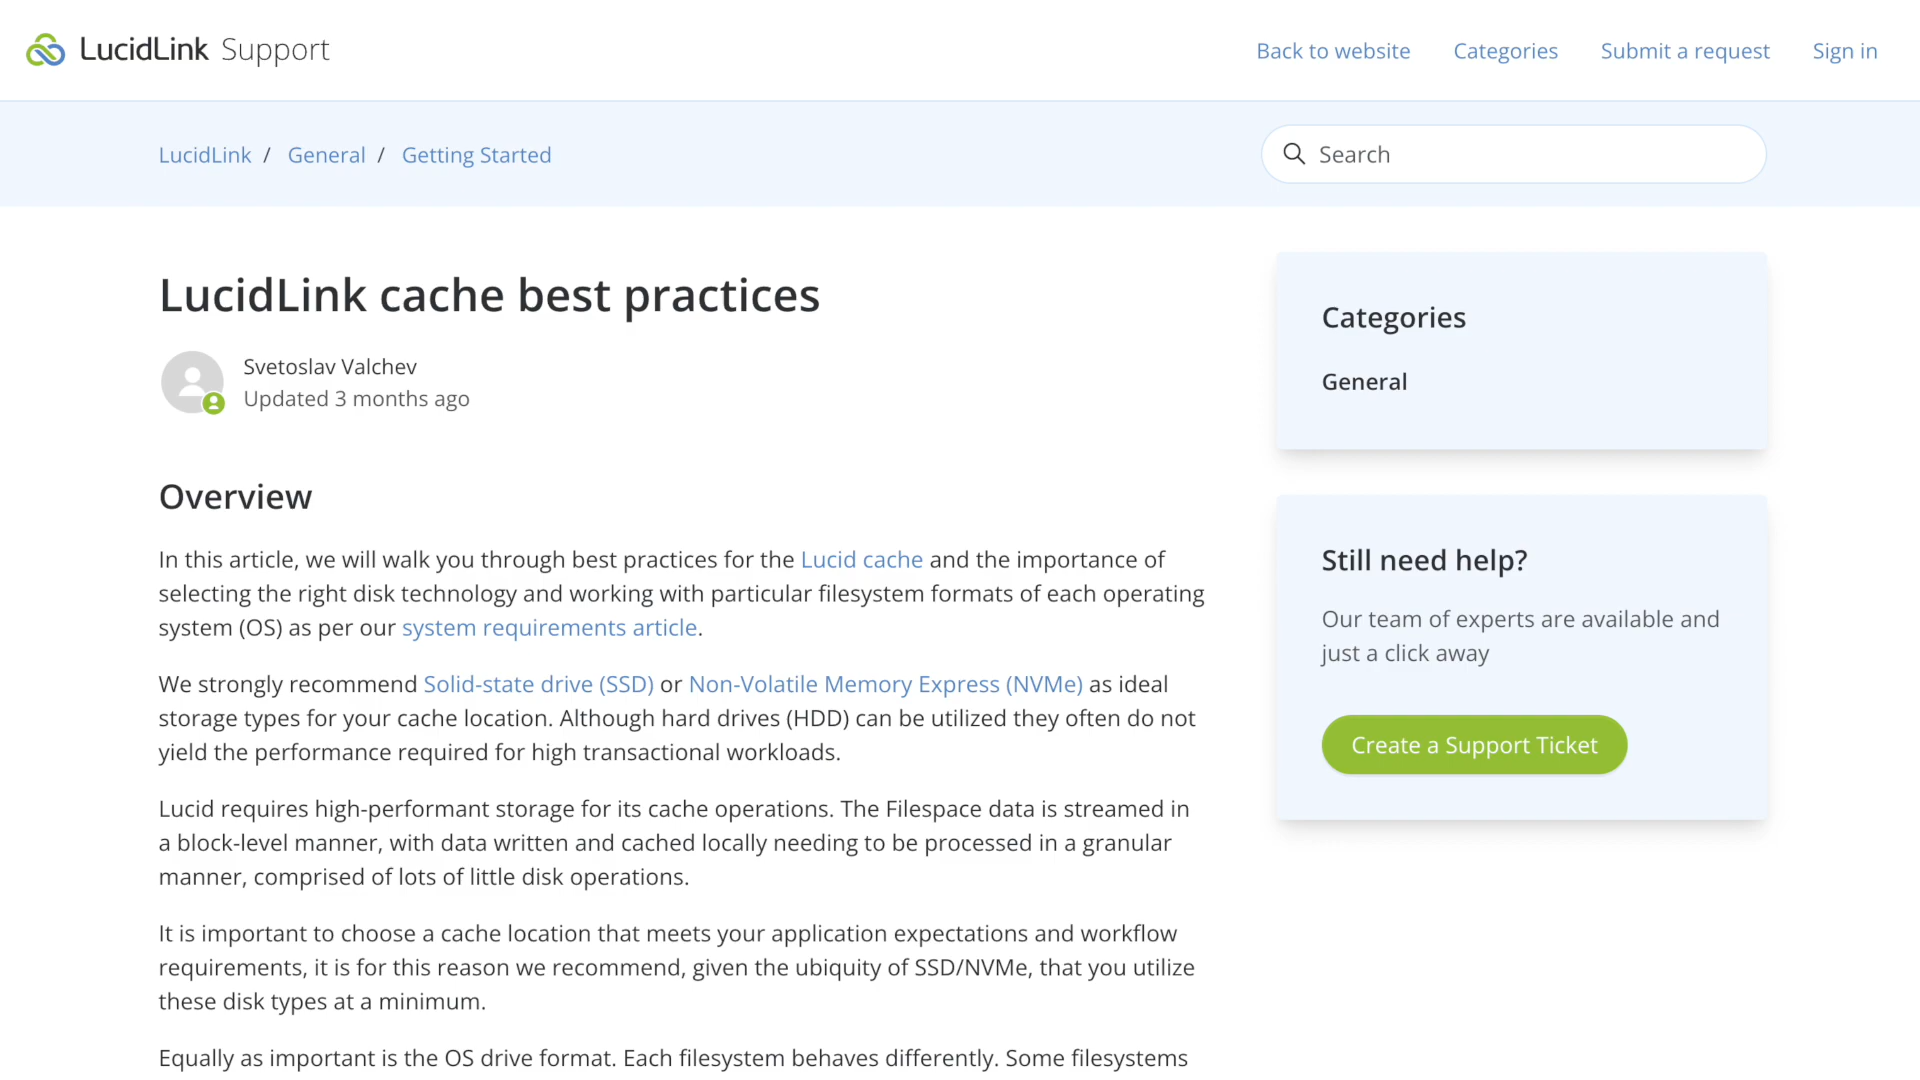 LucidLink Support
Back to website Categories Submit a request Sign in
LucidLink / General / Getting Started
Search
LucidLink cache best practices
Svetoslav Valchev
Updated 3 months ago
Overview
In this article, we will walk you through best practices for the Lucid cache and the importance of
selecting the right disk technology and working with particular filesystem formats of each operating
system (OS) as per our system requirements article.
We strongly recommend Solid-state drive (SSD) or Non-Volatile Memory Express (NVMe) as ideal
storage types for your cache location. Although hard drives (HDD) can be utilized they often do not
yield the performance required for high transactional workloads.
Lucid requires high-performant storage for its cache operations. The Filespace data is streamed in
a block-level manner, with data written and cached locally needing to be processed in a granular
manner, comprised of lots of little disk operations.
It is important to choose a cache location that meets your application expectations and workflow
requirements, it is for this reason we recommend, given the ubiquity of SSD/NVMe, that you utilize
these disk types at a minimum.
Equally as important is the OS drive format. Each filesystem behaves differently. Some filesystems
Categories
General
Still need help?
Our team of experts are available and
just a click away
Create a Support Ticket